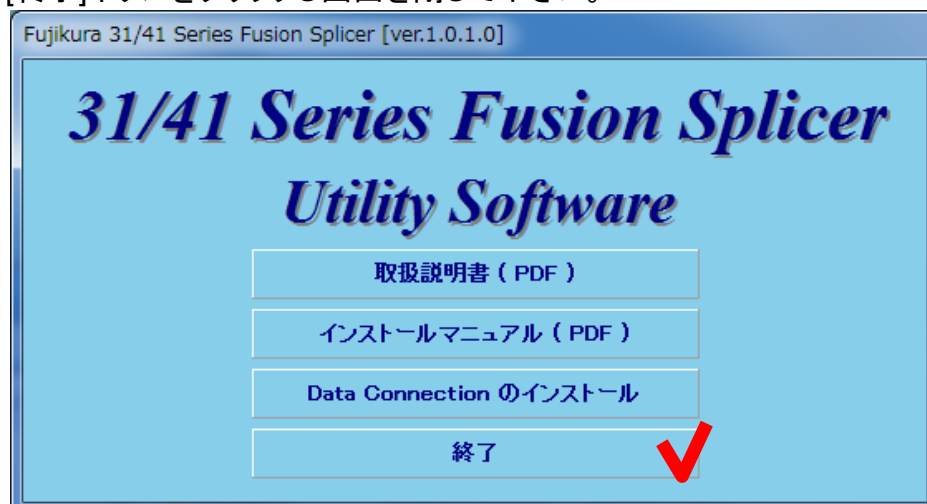 Fujikura 31/41 Series Fusion Splicer [ver.1.0.1.0]
31/41 Series Fusion Splicer
Utility Software
取扱説明書 ( PDF )
インストールマニュアル ( PDF )
Data Connection のインストール
終了